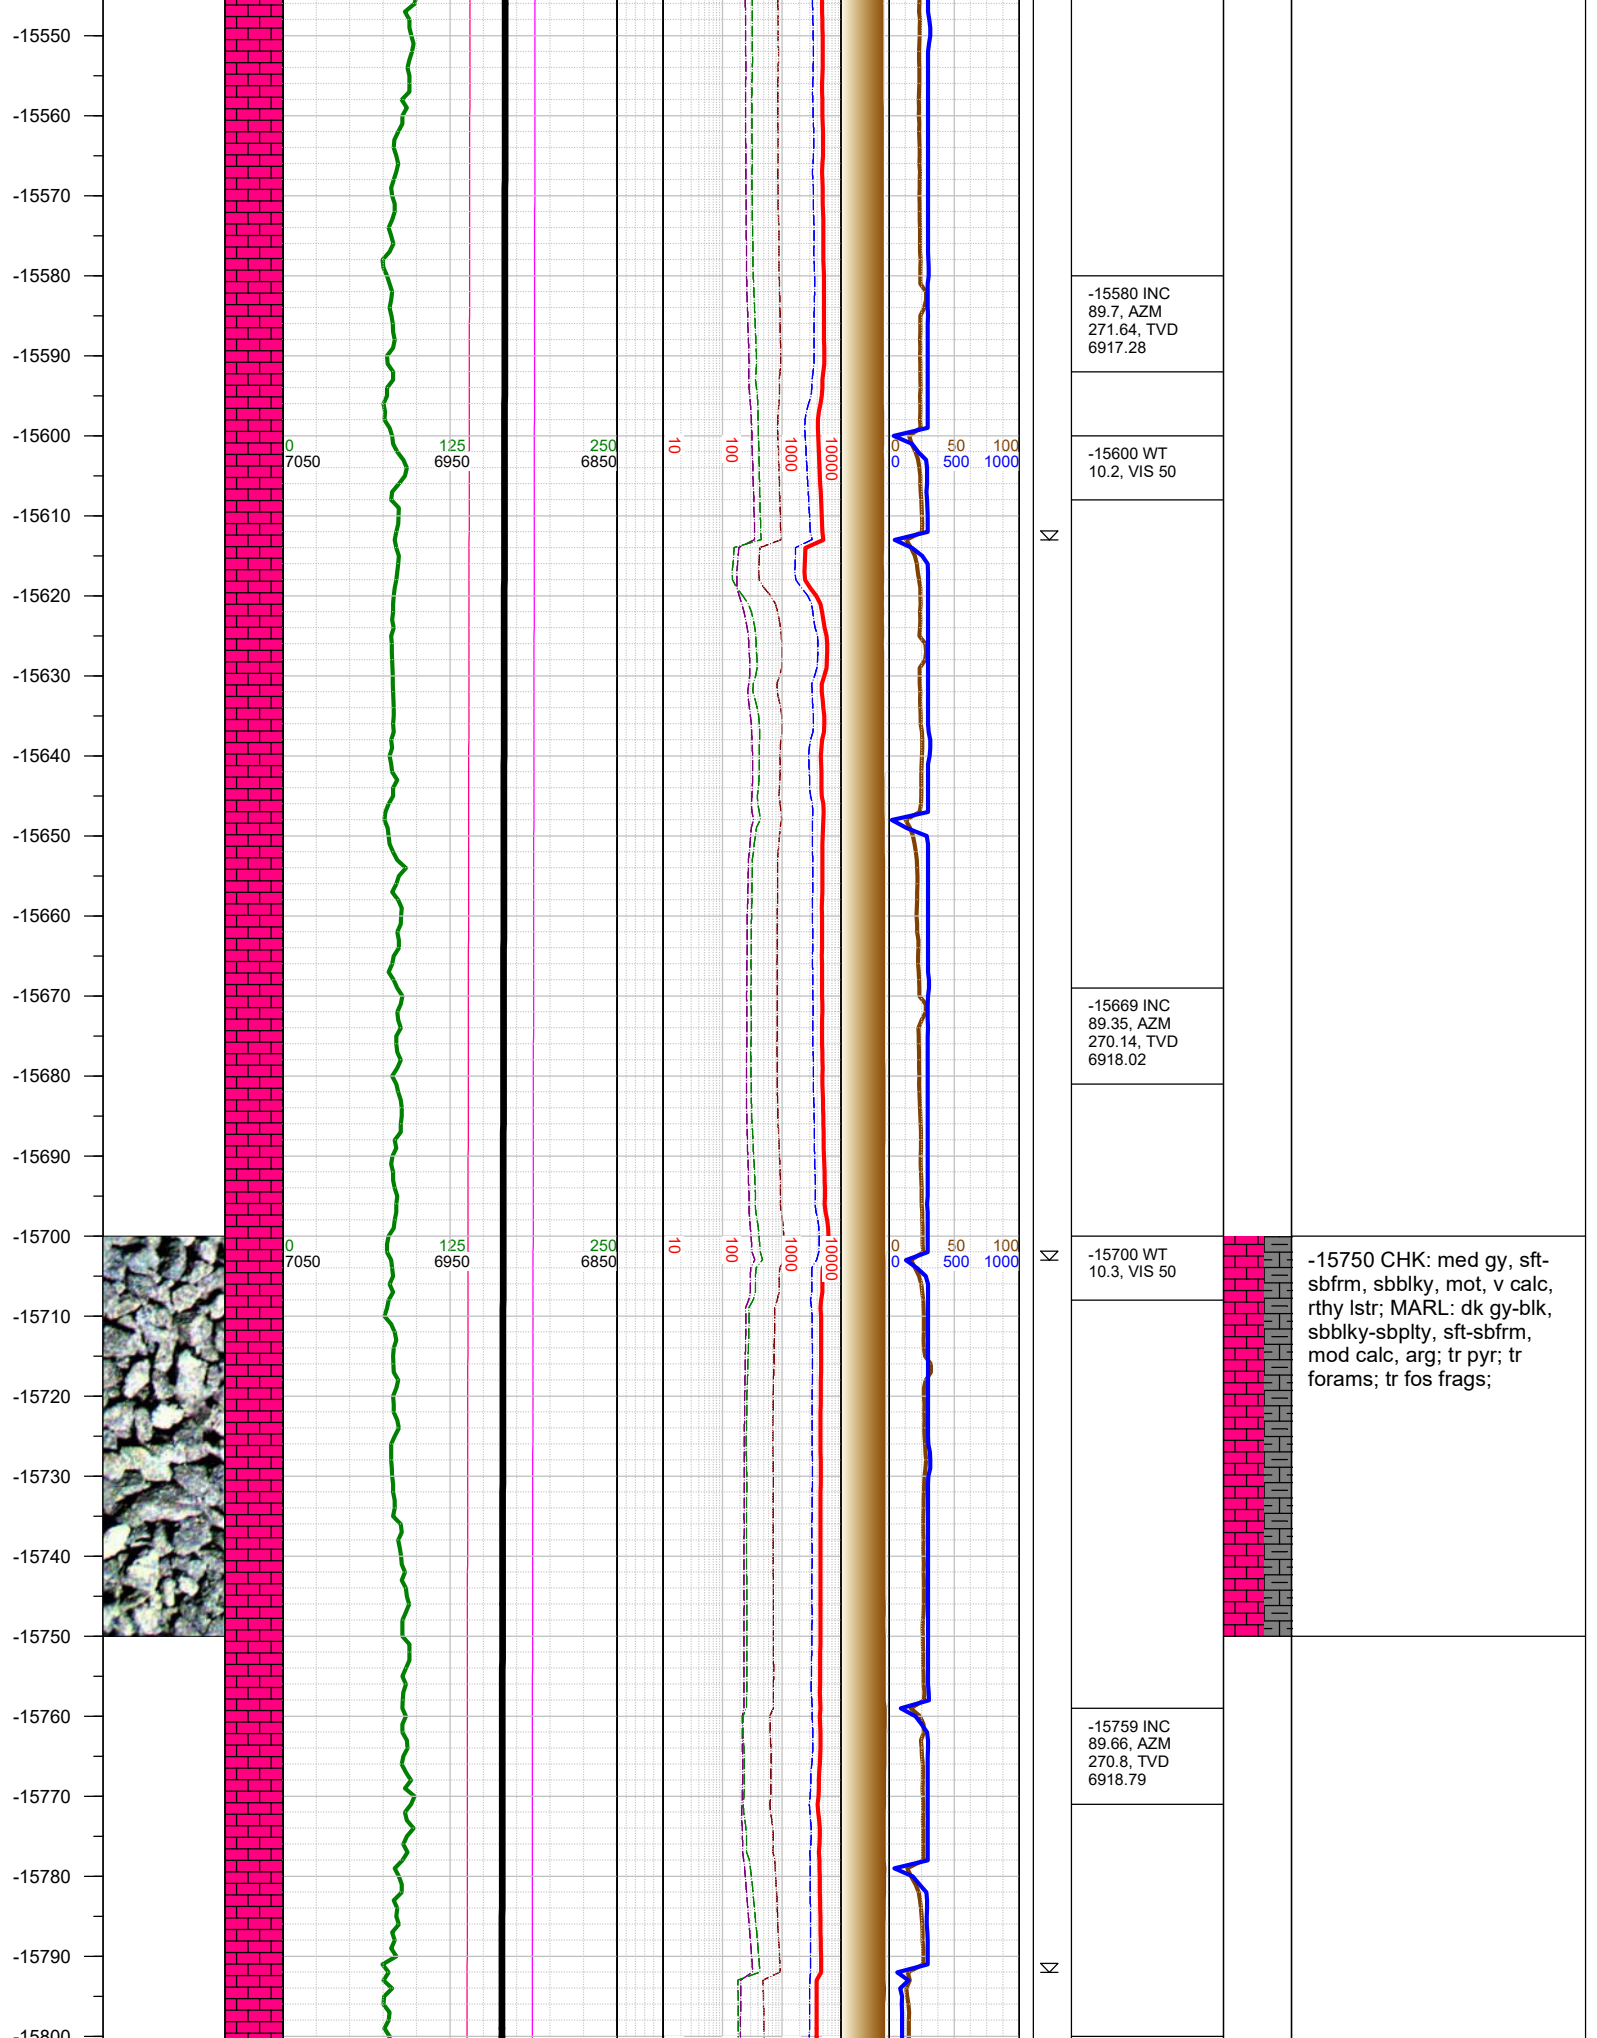 -15550
-15560
-15570
-15580
-15580 INC
89.7, AZM
271.64, TVD
6917.28
-15590
-15600
0 125 250 10 100 1000 10000 0 50 100
7050 6950 6850 0 500 1000
-15600 WT
10.2, VIS 50
-15610
-15620
-15630
-15640
-15650
-15660
-15670
-15669 INC
89.35, AZM
270.14, TVD
6918.02
-15680
-15690
-15700
0 125 250 10 100 1000 10000 0 50 100
7050 6950 6850 0 500 1000
-15700 WT
10.3, VIS 50
-15750 CHK: med gy, sft-
sbfrm, sbblky, mot, v calc,
rthy lstr; MARL: dk gy-blk,
sbblky-sbplty, sft-sbfrm,
mod calc, arg; tr pyr; tr
forams; tr fos frags;
-15710
-15720
-15730
-15740
-15750
-15760
-15759 INC
89.66, AZM
270.8, TVD
6918.79
-15770
-15780
-15790
-15800